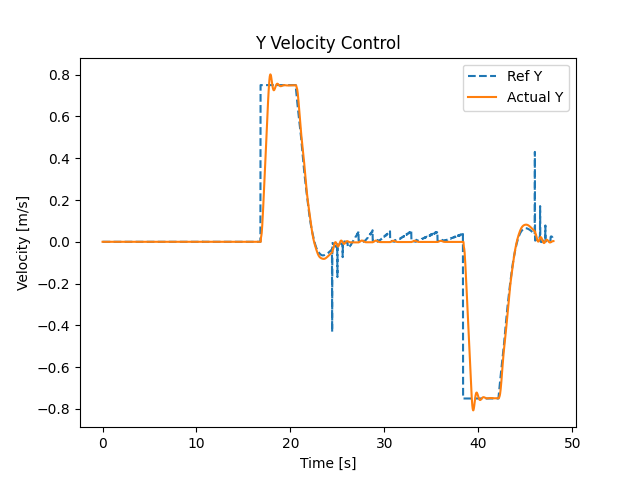 Y Velocity Control
Ref Y
Actual Y
0.8
0.6
0.4
0.2
0.0
−0.2
−0.4
−0.6
−0.8
Velocity [m/s]
0 10 20 30 40 50
Time [s]